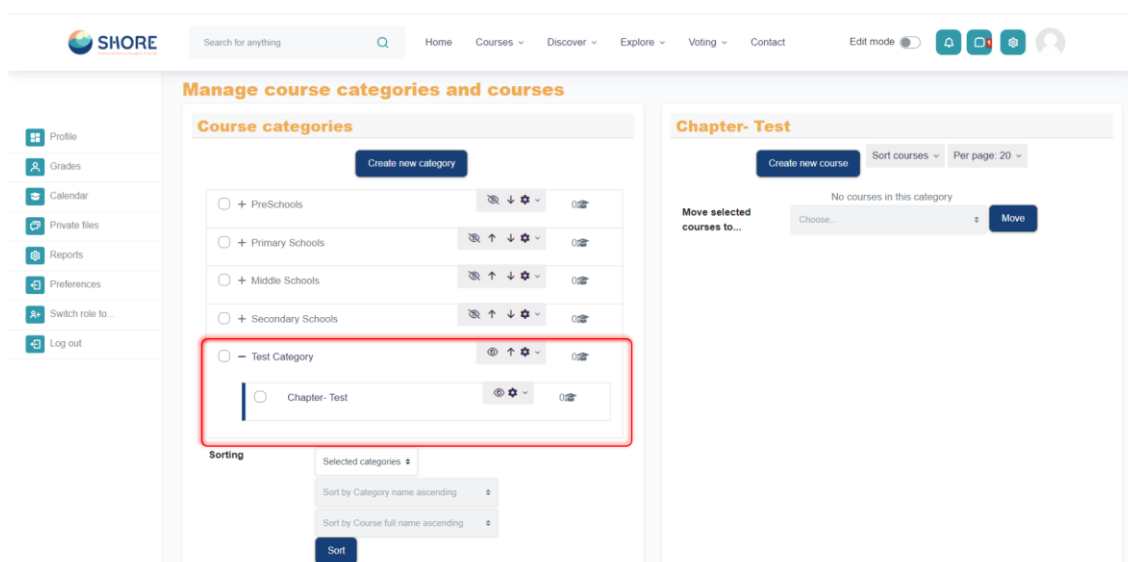 SHORE
Search for anything
Home Courses Discover Explore Voting Contact
Edit mode
1
Manage course categories and courses
Profile
Grades
Calendar
Private files
Reports
Preferences
Switch role to...
Log out
Course categories
Create new category
PreSchools 0
Primary Schools 0
Middle Schools 0
Secondary Schools 0
Test Category 0
Chapter- Test 0
Sorting
Selected categories
Sort by Category name ascending
Sort by Course full name ascending
Sort
Chapter- Test
Create new course Sort courses Per page: 20
No courses in this category
Move selected
courses to...
Choose...
Move